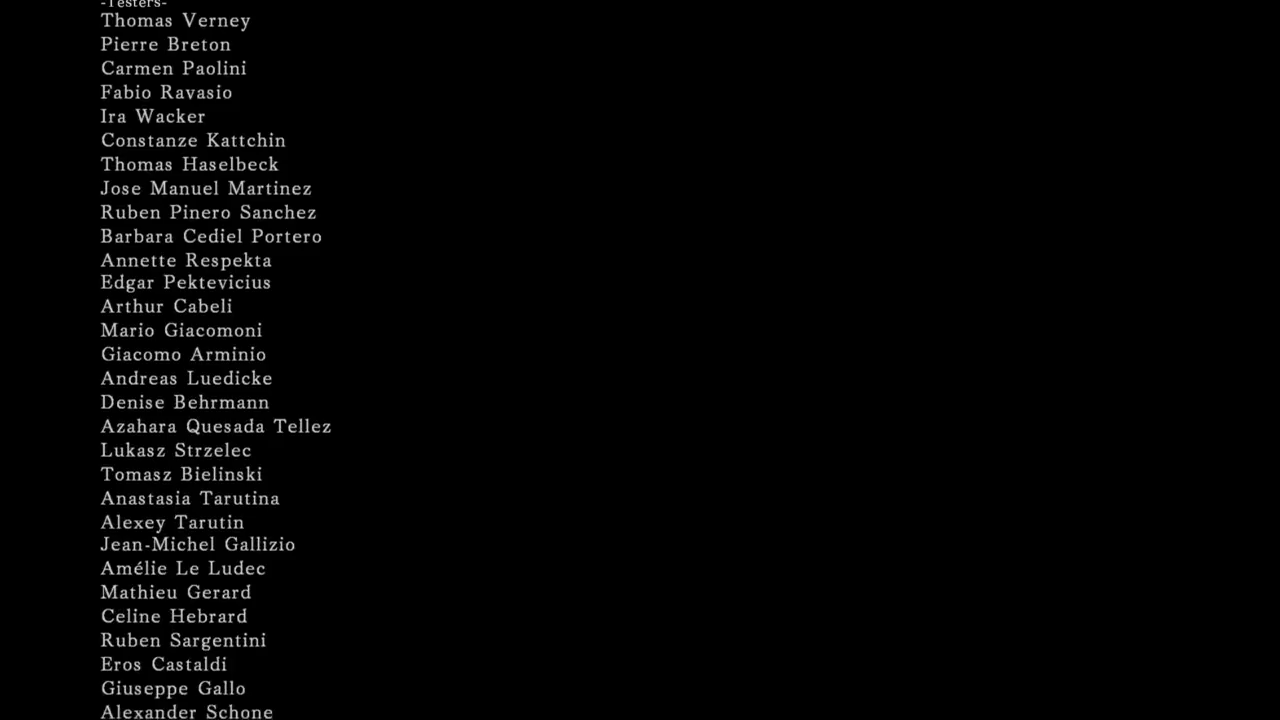 -Testers-
Thomas Verney
Pierre Breton
Carmen Paolini
Fabio Ravasio
Ira Wacker
Constanze Kattchin
Thomas Haselbeck
Jose Manuel Martinez
Ruben Pinero Sanchez
Barbara Cediel Portero
Annette Respekta
Edgar Pektevicius
Arthur Cabeli
Mario Giacomoni
Giacomo Arminio
Andreas Luedicke
Denise Behrmann
Azahara Quesada Tellez
Lukasz Strzelec
Tomasz Bielinski
Anastasia Tarutina
Alexey Tarutin
Jean-Michel Gallizio
Amélie Le Ludec
Mathieu Gerard
Celine Hebrard
Ruben Sargentini
Eros Castaldi
Giuseppe Gallo
Alexander Schone